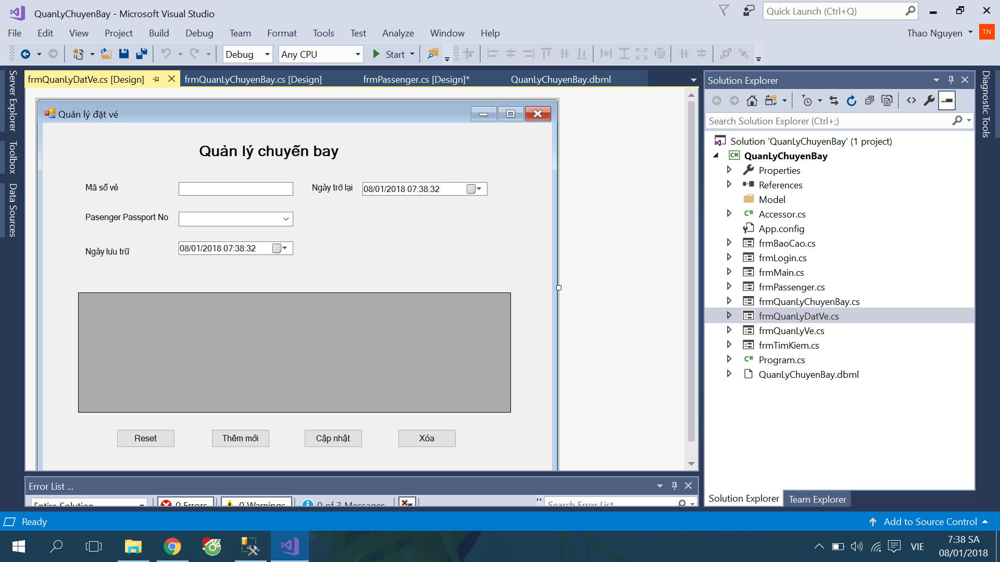 QuanLyChuyenBay - Microsoft Visual Studio
Quick Launch (Ctrl+Q)
File Edit View Project Build Debug Team Format Tools Test Analyze Window Help
Thao Nguyen TN
Debug Any CPU Start
Server Explorer
Toolbox
Data Sources
frmQuanLyDatVe.cs [Design] frmQuanLyChuyenBay.cs [Design] frmPassenger.cs [Design]* QuanLyChuyenBay.dbml
Quản lý đặt vé
Quản lý chuyến bay
Mã số vé
Ngày trở lại 08/01/2018 07:38:32
Pasenger Passport No
Ngày lưu trữ 08/01/2018 07:38:32
Reset Thêm mới Cập nhật Xóa
Error List ...
Entire Solution 0 Errors 0 Warnings 0 of 3 Messages Search Error List
Solution Explorer
Search Solution Explorer (Ctrl+;)
Solution 'QuanLyChuyenBay' (1 project)
C# QuanLyChuyenBay
Properties
References
Model
C# Accessor.cs
App.config
frmBaoCao.cs
frmLogin.cs
frmMain.cs
frmPassenger.cs
frmQuanLyChuyenBay.cs
frmQuanLyDatVe.cs
frmQuanLyVe.cs
frmTimKiem.cs
C# Program.cs
QuanLyChuyenBay.dbml
Solution Explorer Team Explorer
Diagnostic Tools
Ready
Add to Source Control
VIE
7:38 SA
08/01/2018